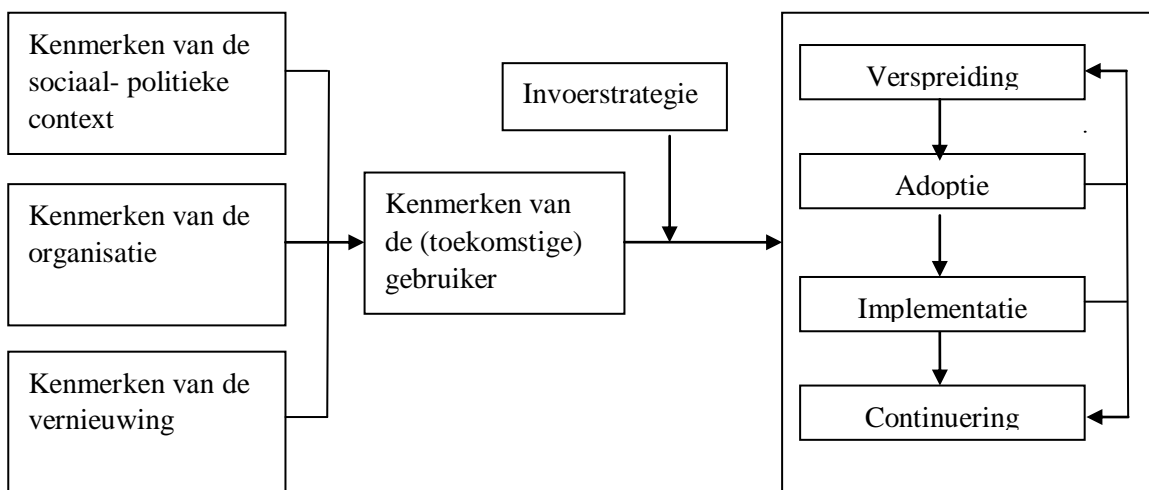 Kenmerken van de
sociaal- politieke
context
Kenmerken van de
organisatie
Kenmerken van de
vernieuwing
Kenmerken van
de (toekomstige)
gebruiker
Invoerstrategie
Verspreiding
Adoptie
Implementatie
Continuering